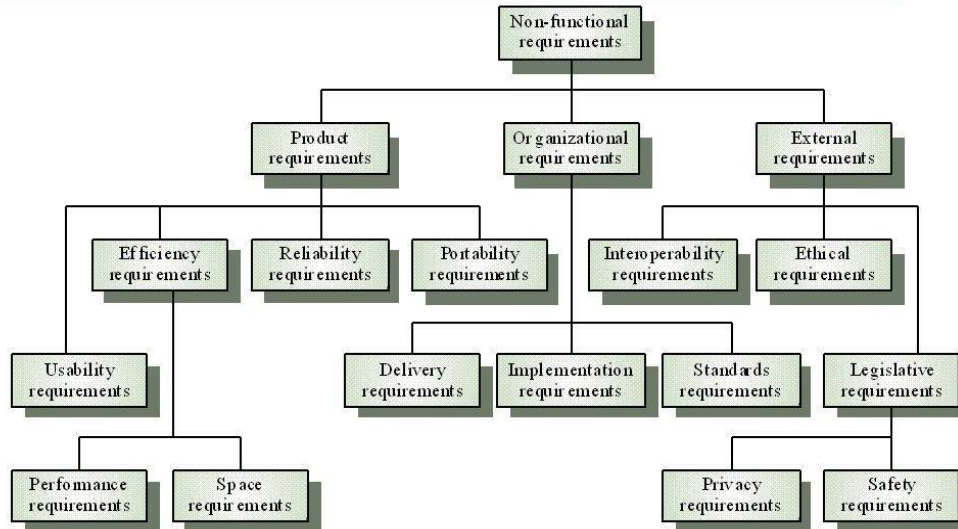 Non-functional
requirements
Product
requirements
Organizational
requirements
External
requirements
Efficiency
requirements
Reliability
requirements
Portability
requirements
Interoperability
requirements
Ethical
requirements
Usability
requirements
Delivery
requirements
Implementation
requirements
Standards
requirements
Legislative
requirements
Performance
requirements
Space
requirements
Privacy
requirements
Safety
requirements